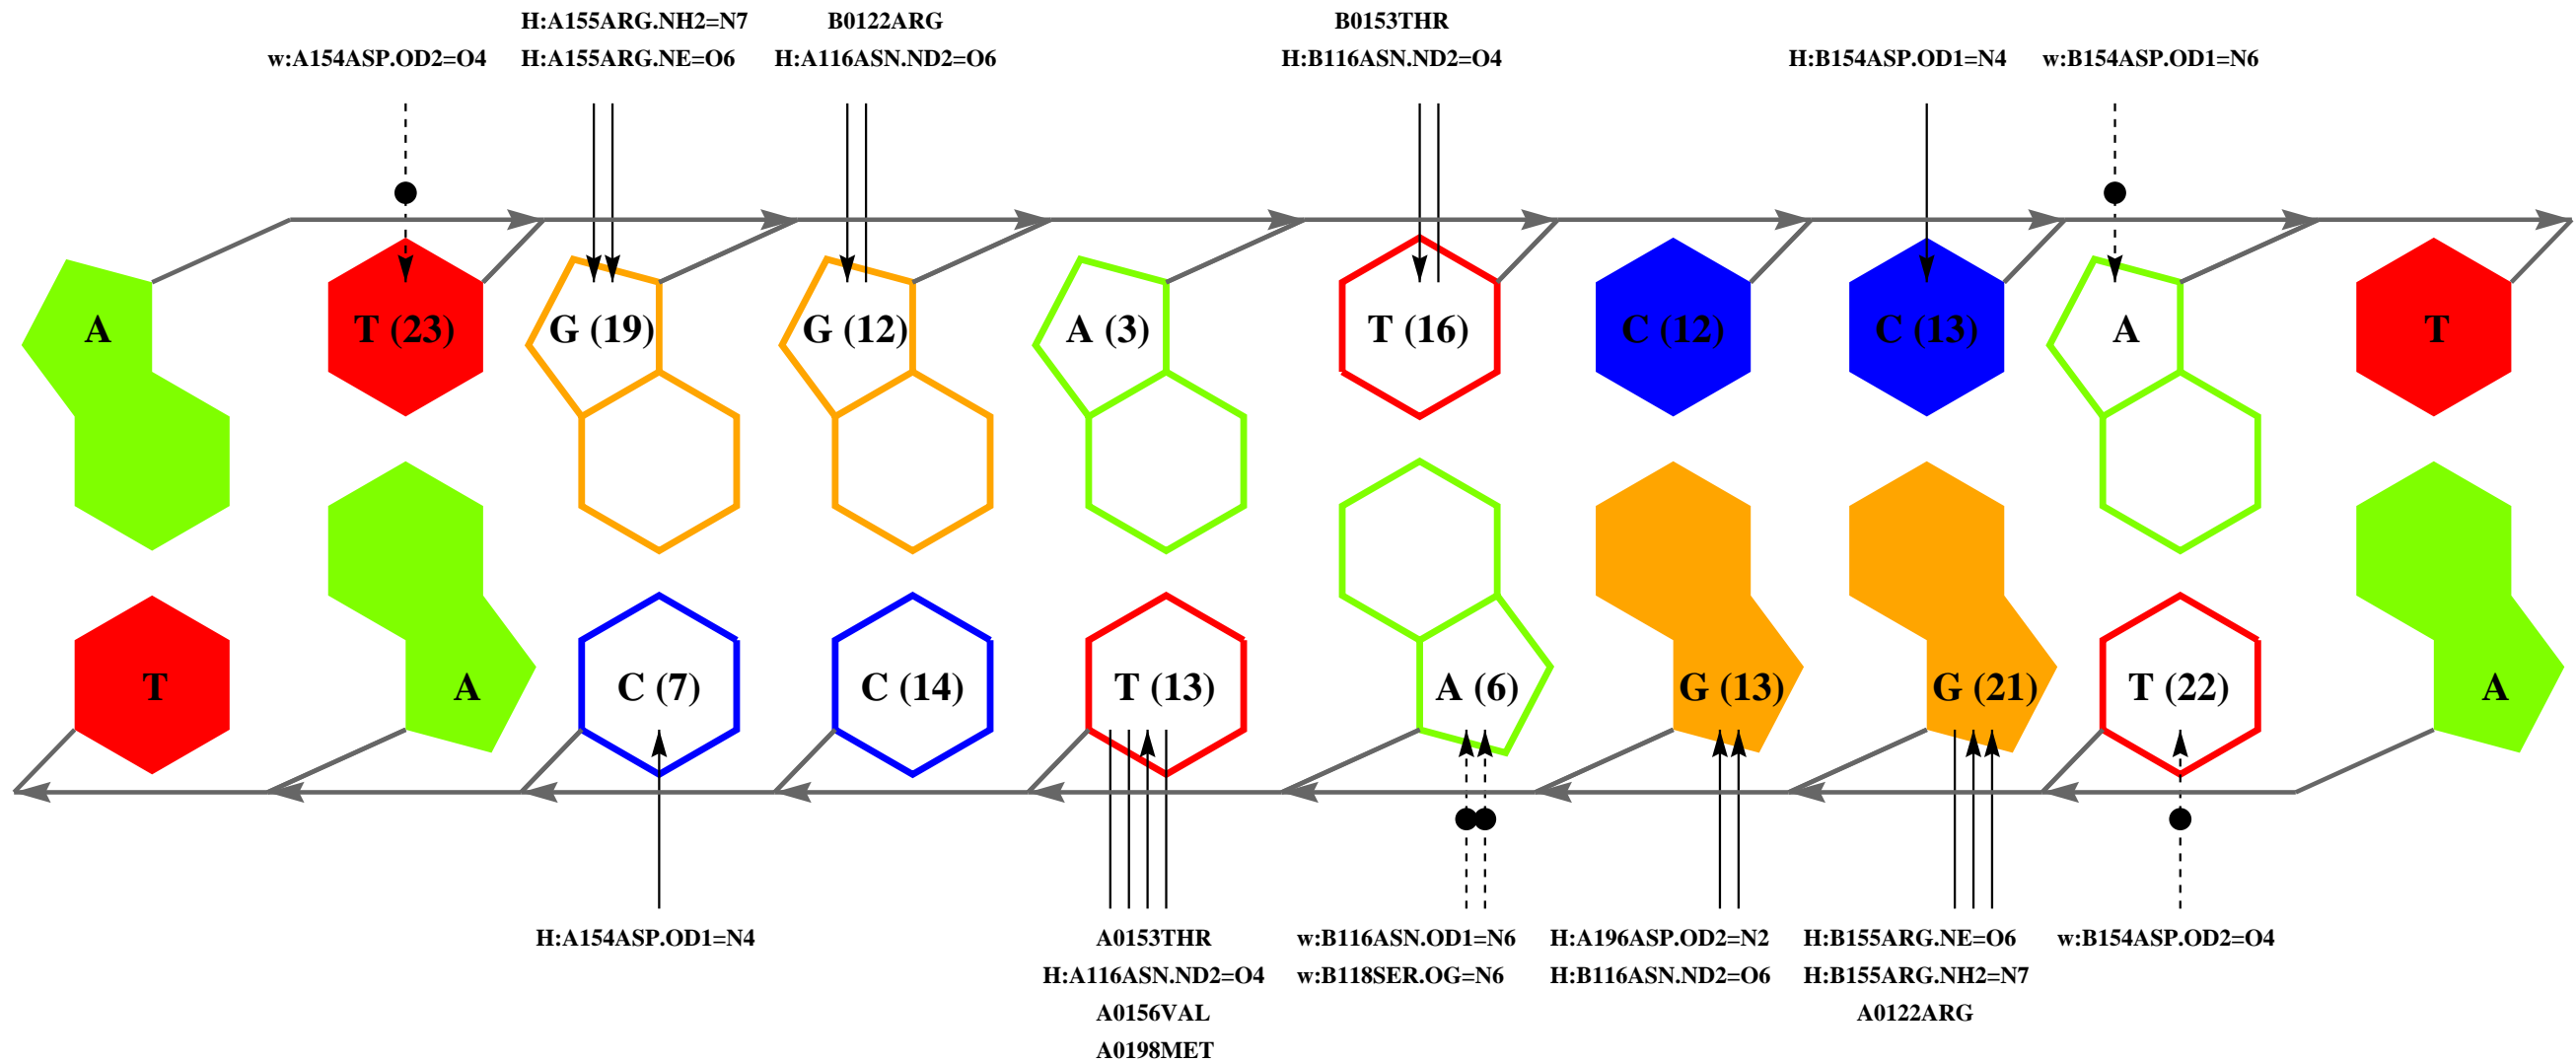 H:A155ARG.NH2=N7 B0122ARG B0153THR
w:A154ASP.OD2=O4 H:A155ARG.NE=O6 H:A116ASN.ND2=O6 H:B116ASN.ND2=O4 H:B154ASP.OD1=N4 w:B154ASP.OD1=N6
A T (23) G (19) G (12) A (3) T (16) C (12) C (13) A T
T A C (7) C (14) T (13) A (6) G (13) G (21) T (22) A
H:A154ASP.OD1=N4 A0153THR w:B116ASN.OD1=N6 H:A196ASP.OD2=N2 H:B155ARG.NE=O6 w:B154ASP.OD2=O4
H:A116ASN.ND2=O4 w:B118SER.OG=N6 H:B116ASN.ND2=O6 H:B155ARG.NH2=N7
A0156VAL A0122ARG
A0198MET